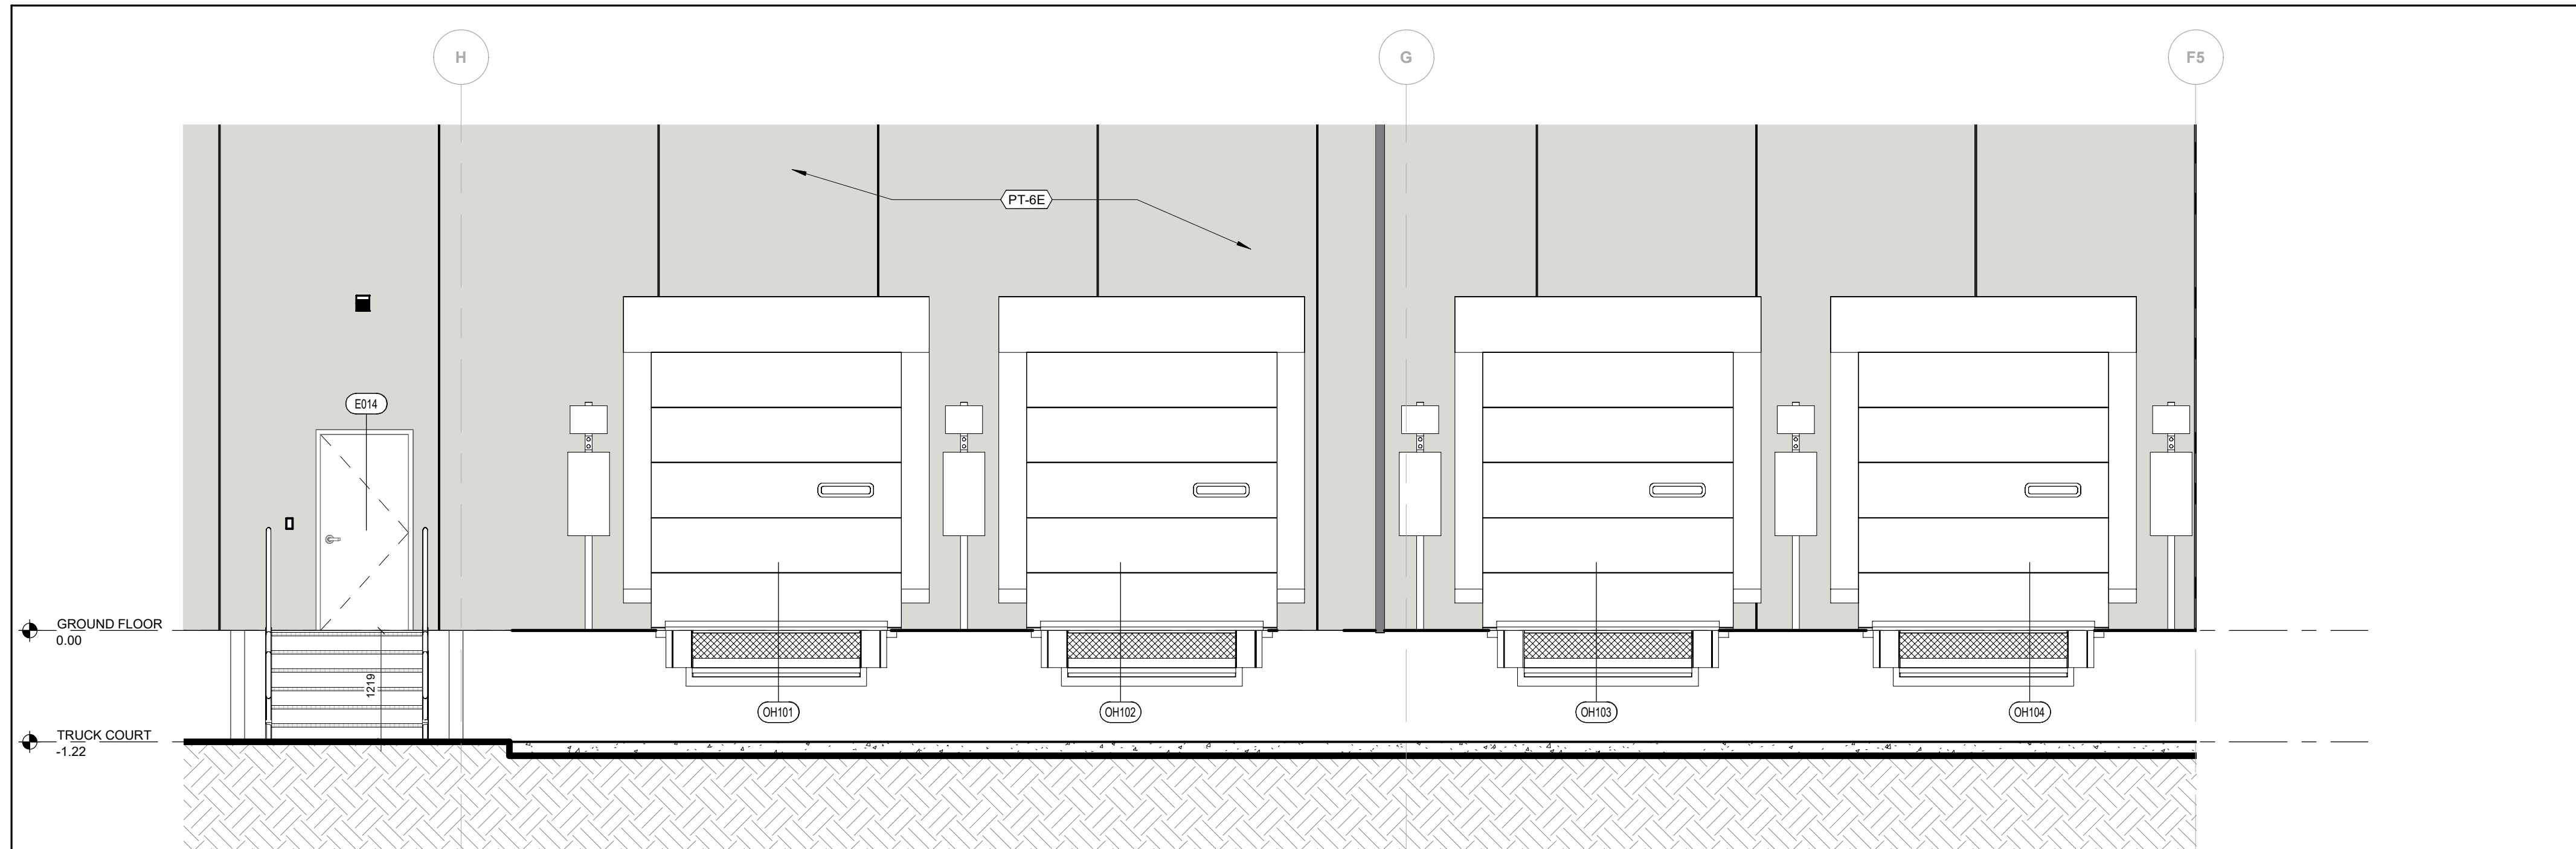 H
G
F5
PT-6E
E014
GROUND FLOOR
0.00
1219
OH101
OH102
OH103
OH104
TRUCK COURT
-1.22